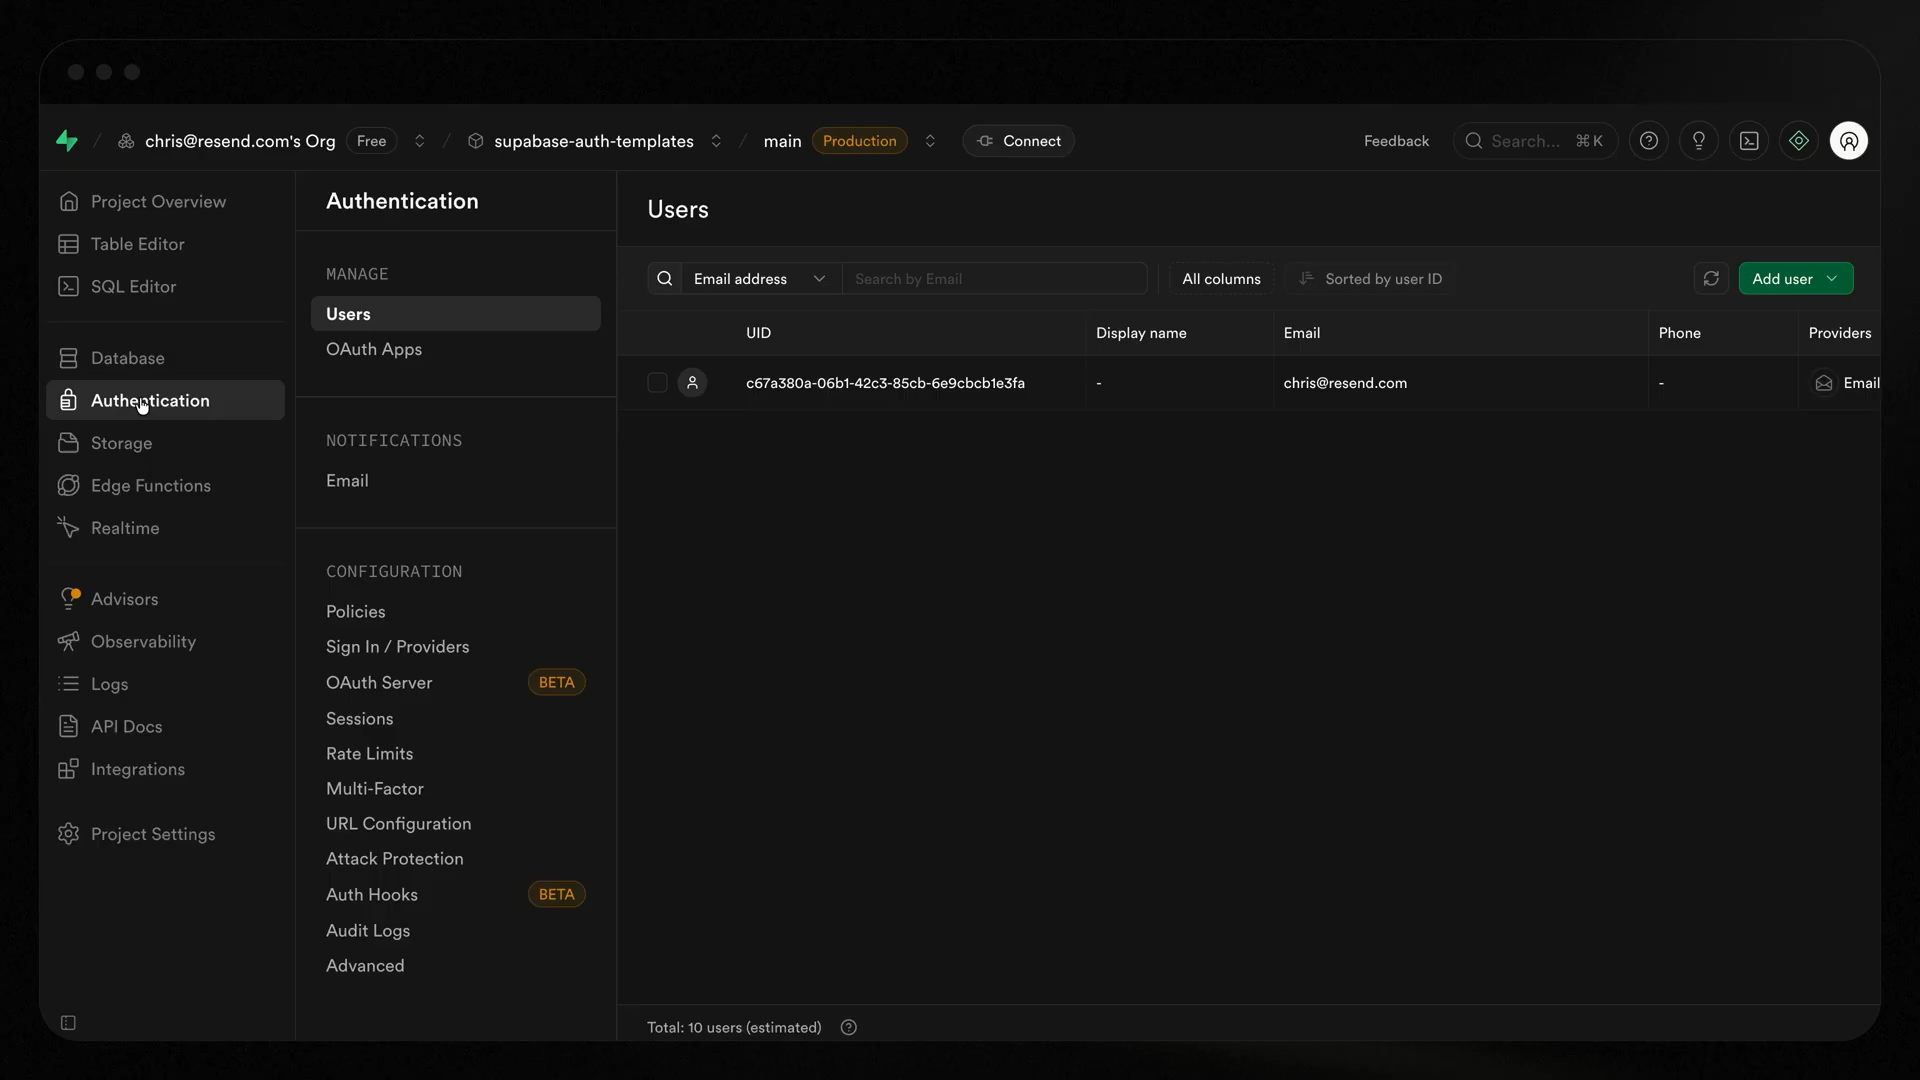 chris@resend.com's Org Free supabase-auth-templates main Production Connect Feedback Search... ⌘K
Project Overview
Table Editor
SQL Editor
Database
Authentication
Storage
Edge Functions
Realtime
Advisors
Observability
Logs
API Docs
Integrations
Project Settings
Authentication
MANAGE
Users
OAuth Apps
NOTIFICATIONS
Email
CONFIGURATION
Policies
Sign In / Providers
OAuth Server BETA
Sessions
Rate Limits
Multi-Factor
URL Configuration
Attack Protection
Auth Hooks BETA
Audit Logs
Advanced
Users
Email address Search by Email All columns Sorted by user ID Add user
UID Display name Email Phone Providers
c67a380a-06b1-42c3-85cb-6e9cbcb1e3fa - chris@resend.com - Email
Total: 10 users (estimated)